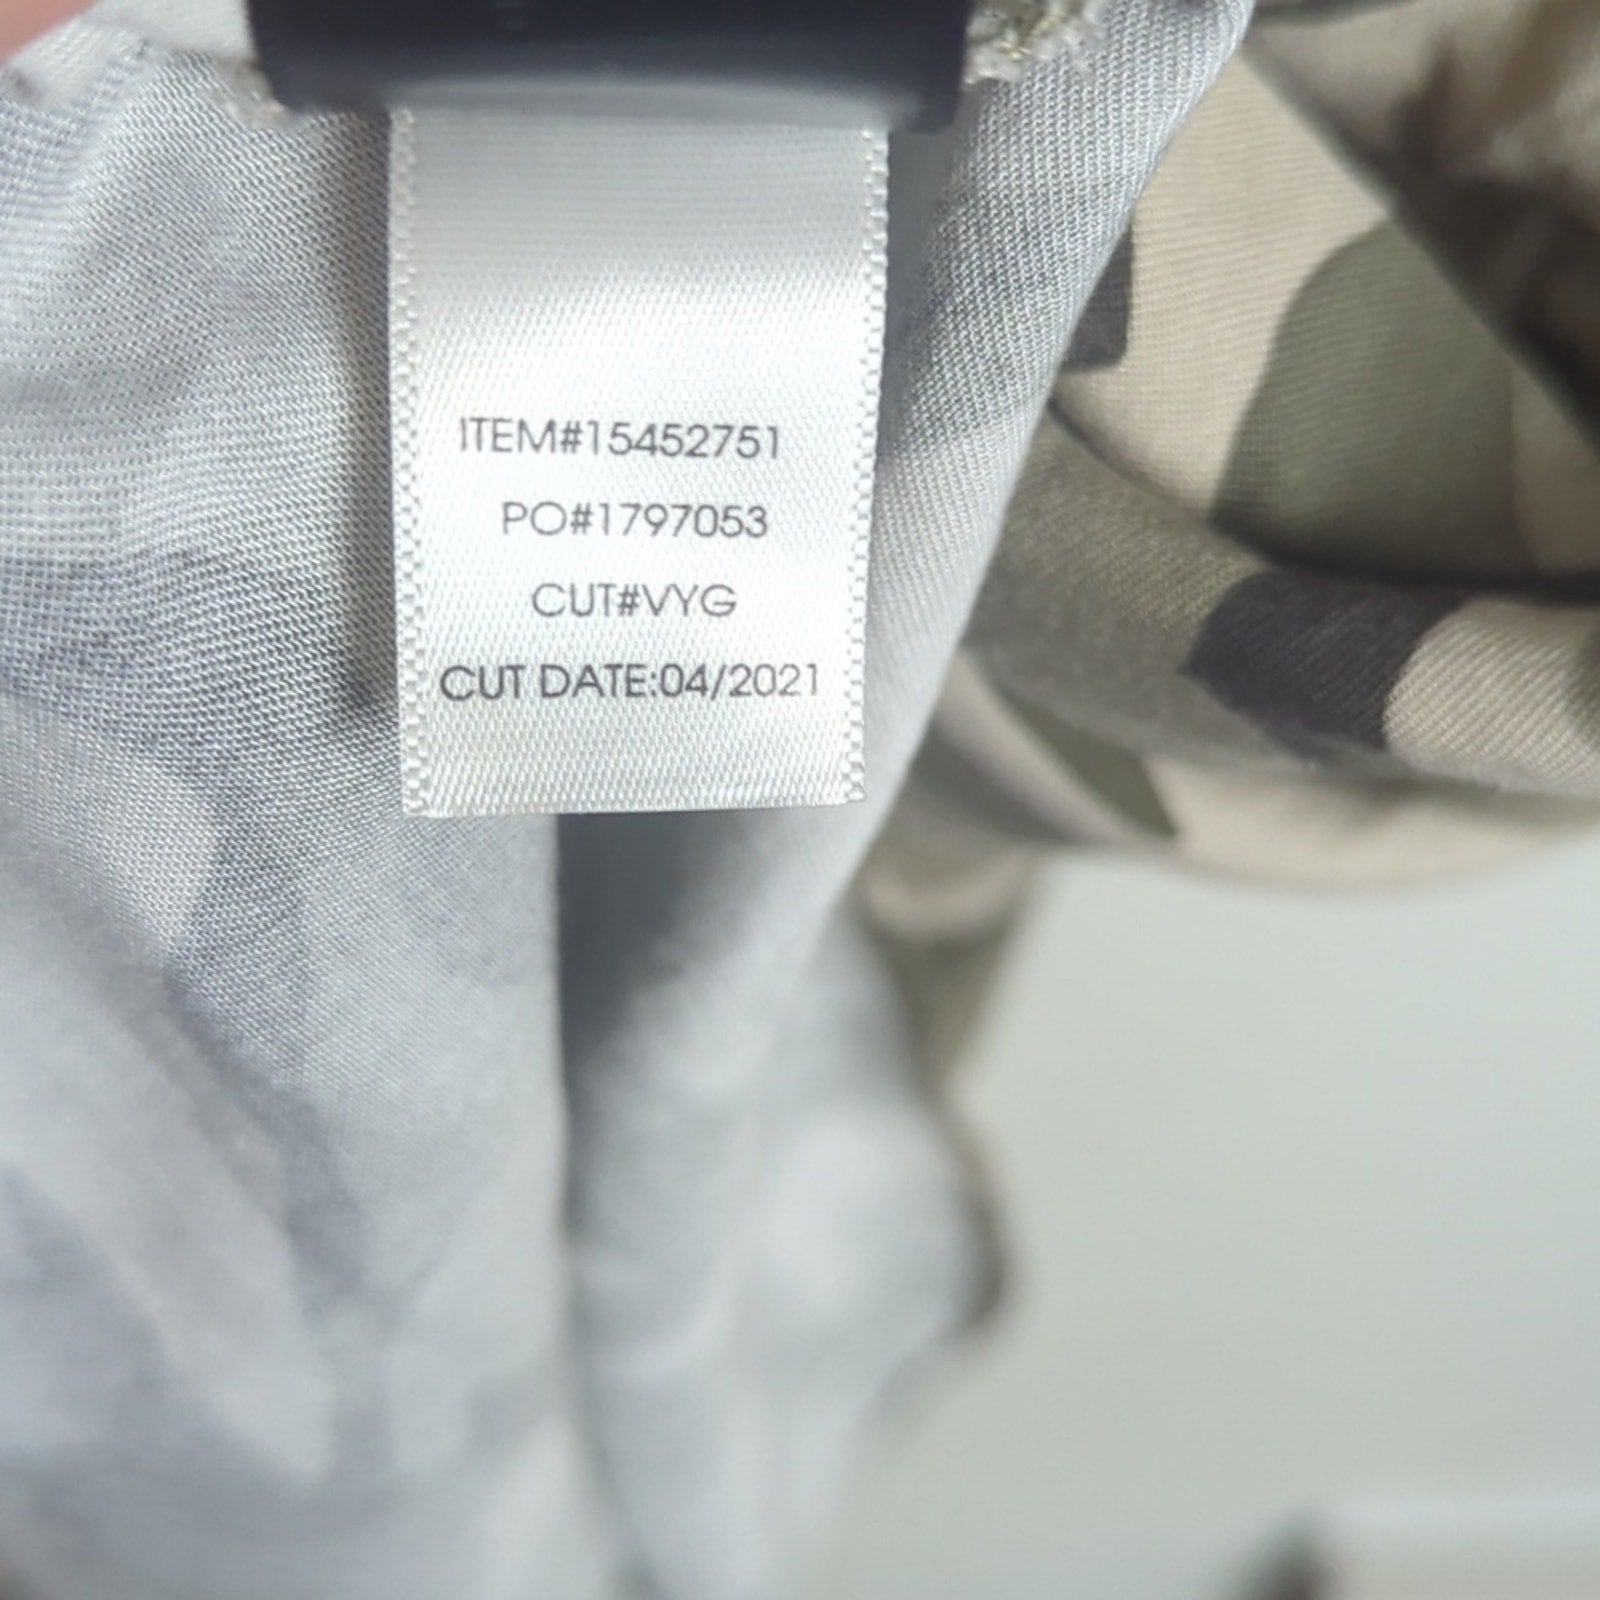 ITEM#15452751
PO#1797053
CUT#VYG
CUT DATE:04/2021